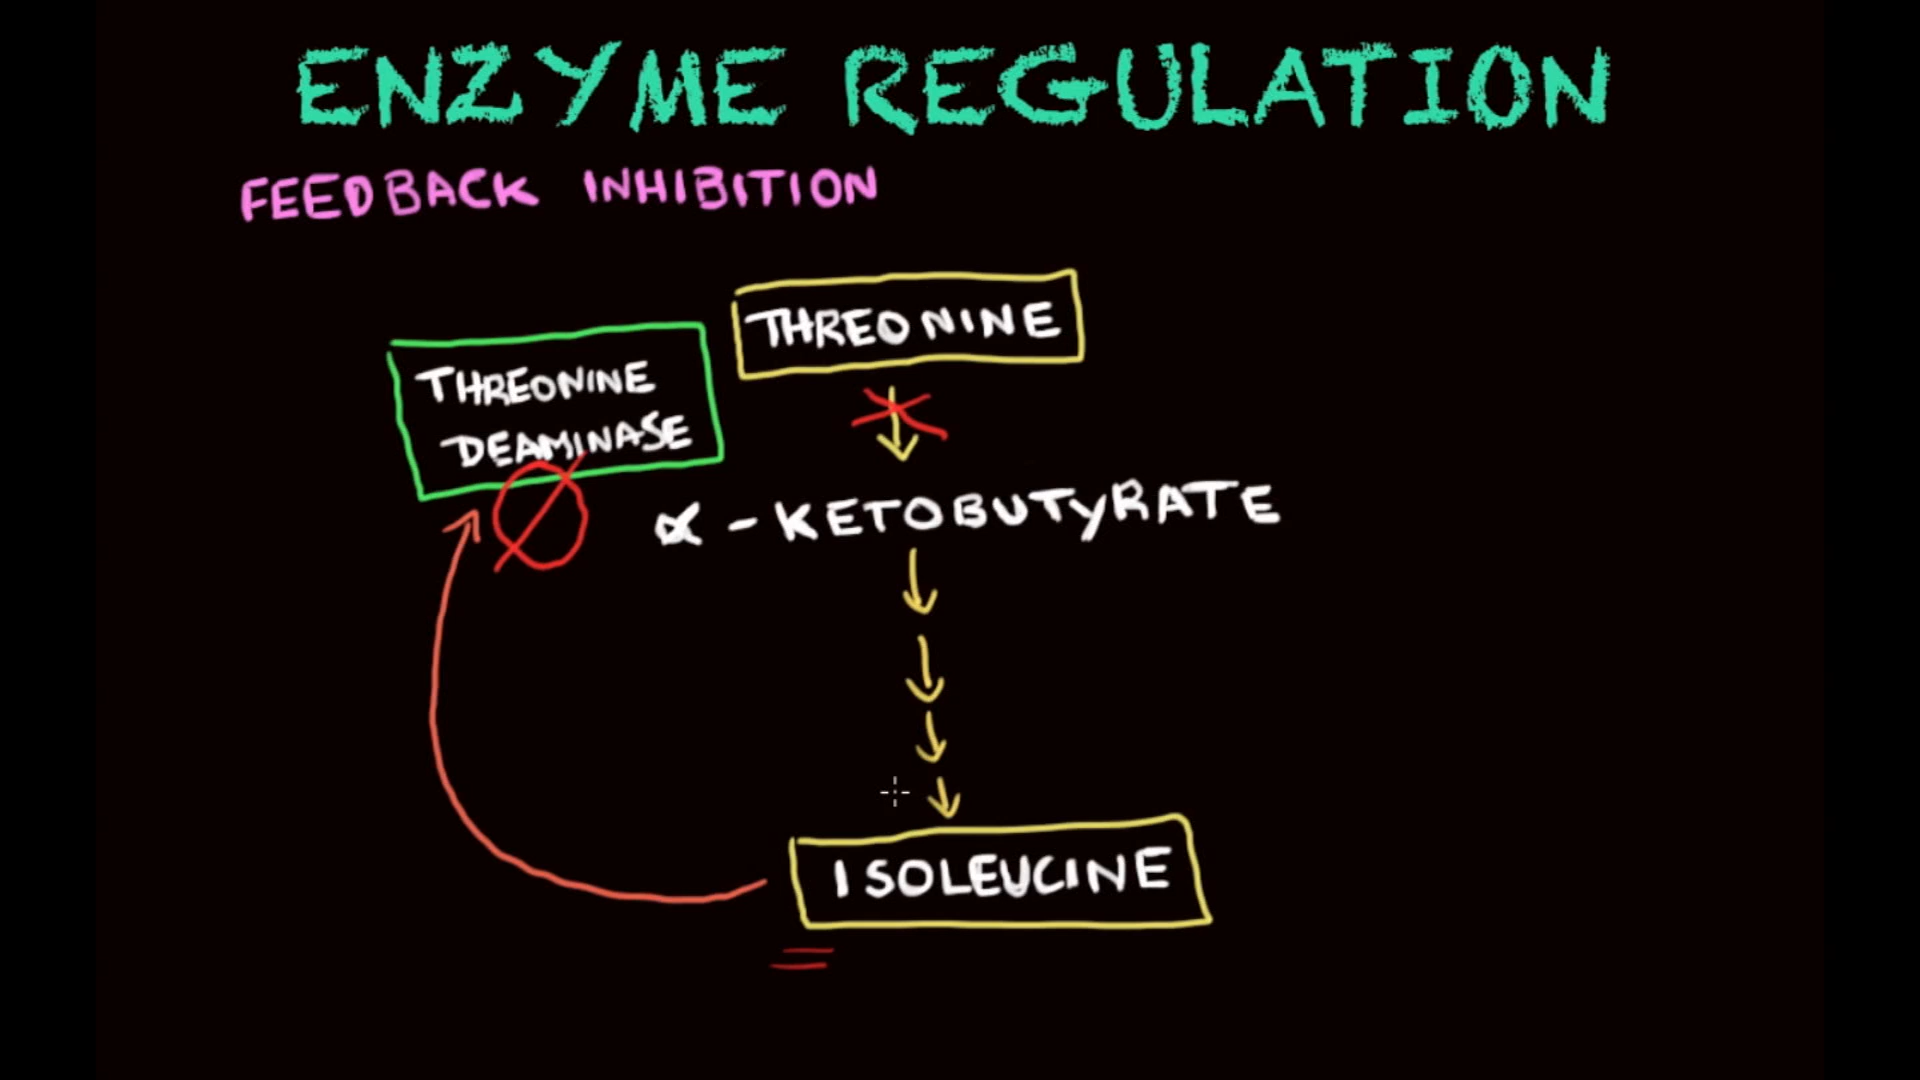 ENZYME REGULATION
FEEDBACK INHIBITION
THREONINE
THREONINE
DEAMINASE
α - KETOBUTYRATE
ISOLEUCINE